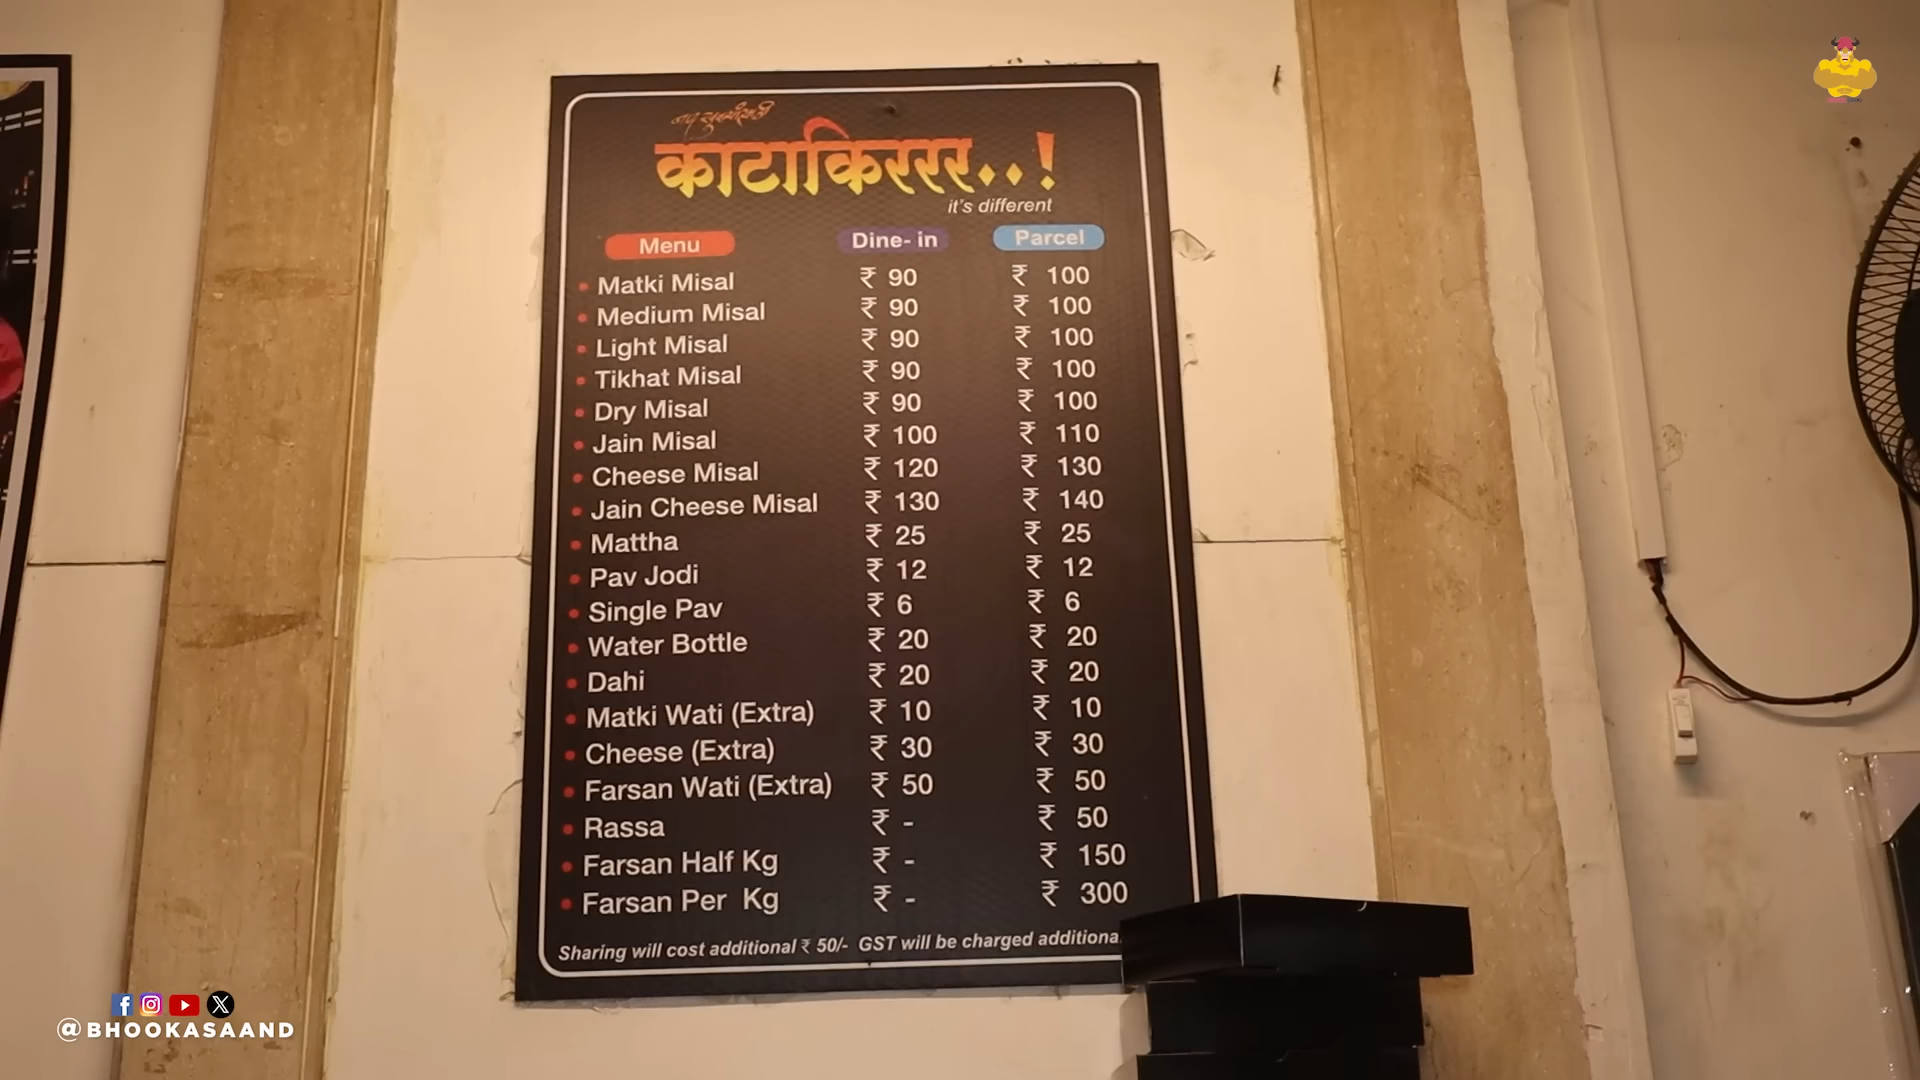 काटाकिररर..!
it's different
Menu Dine- in Parcel
Matki Misal ₹ 90 ₹ 100
Medium Misal ₹ 90 ₹ 100
Light Misal ₹ 90 ₹ 100
Tikhat Misal ₹ 90 ₹ 100
Dry Misal ₹ 90 ₹ 100
Jain Misal ₹ 100 ₹ 110
Cheese Misal ₹ 120 ₹ 130
Jain Cheese Misal ₹ 130 ₹ 140
Mattha ₹ 25 ₹ 25
Pav Jodi ₹ 12 ₹ 12
Single Pav ₹ 6 ₹ 6
Water Bottle ₹ 20 ₹ 20
Dahi ₹ 20 ₹ 20
Matki Wati (Extra) ₹ 10 ₹ 10
Cheese (Extra) ₹ 30 ₹ 30
Farsan Wati (Extra) ₹ 50 ₹ 50
Rassa ₹ - ₹ 50
Farsan Half Kg ₹ - ₹ 150
Farsan Per Kg ₹ - ₹ 300
Sharing will cost additional ₹ 50/- GST will be charged additiona
@BHOOKASAAND